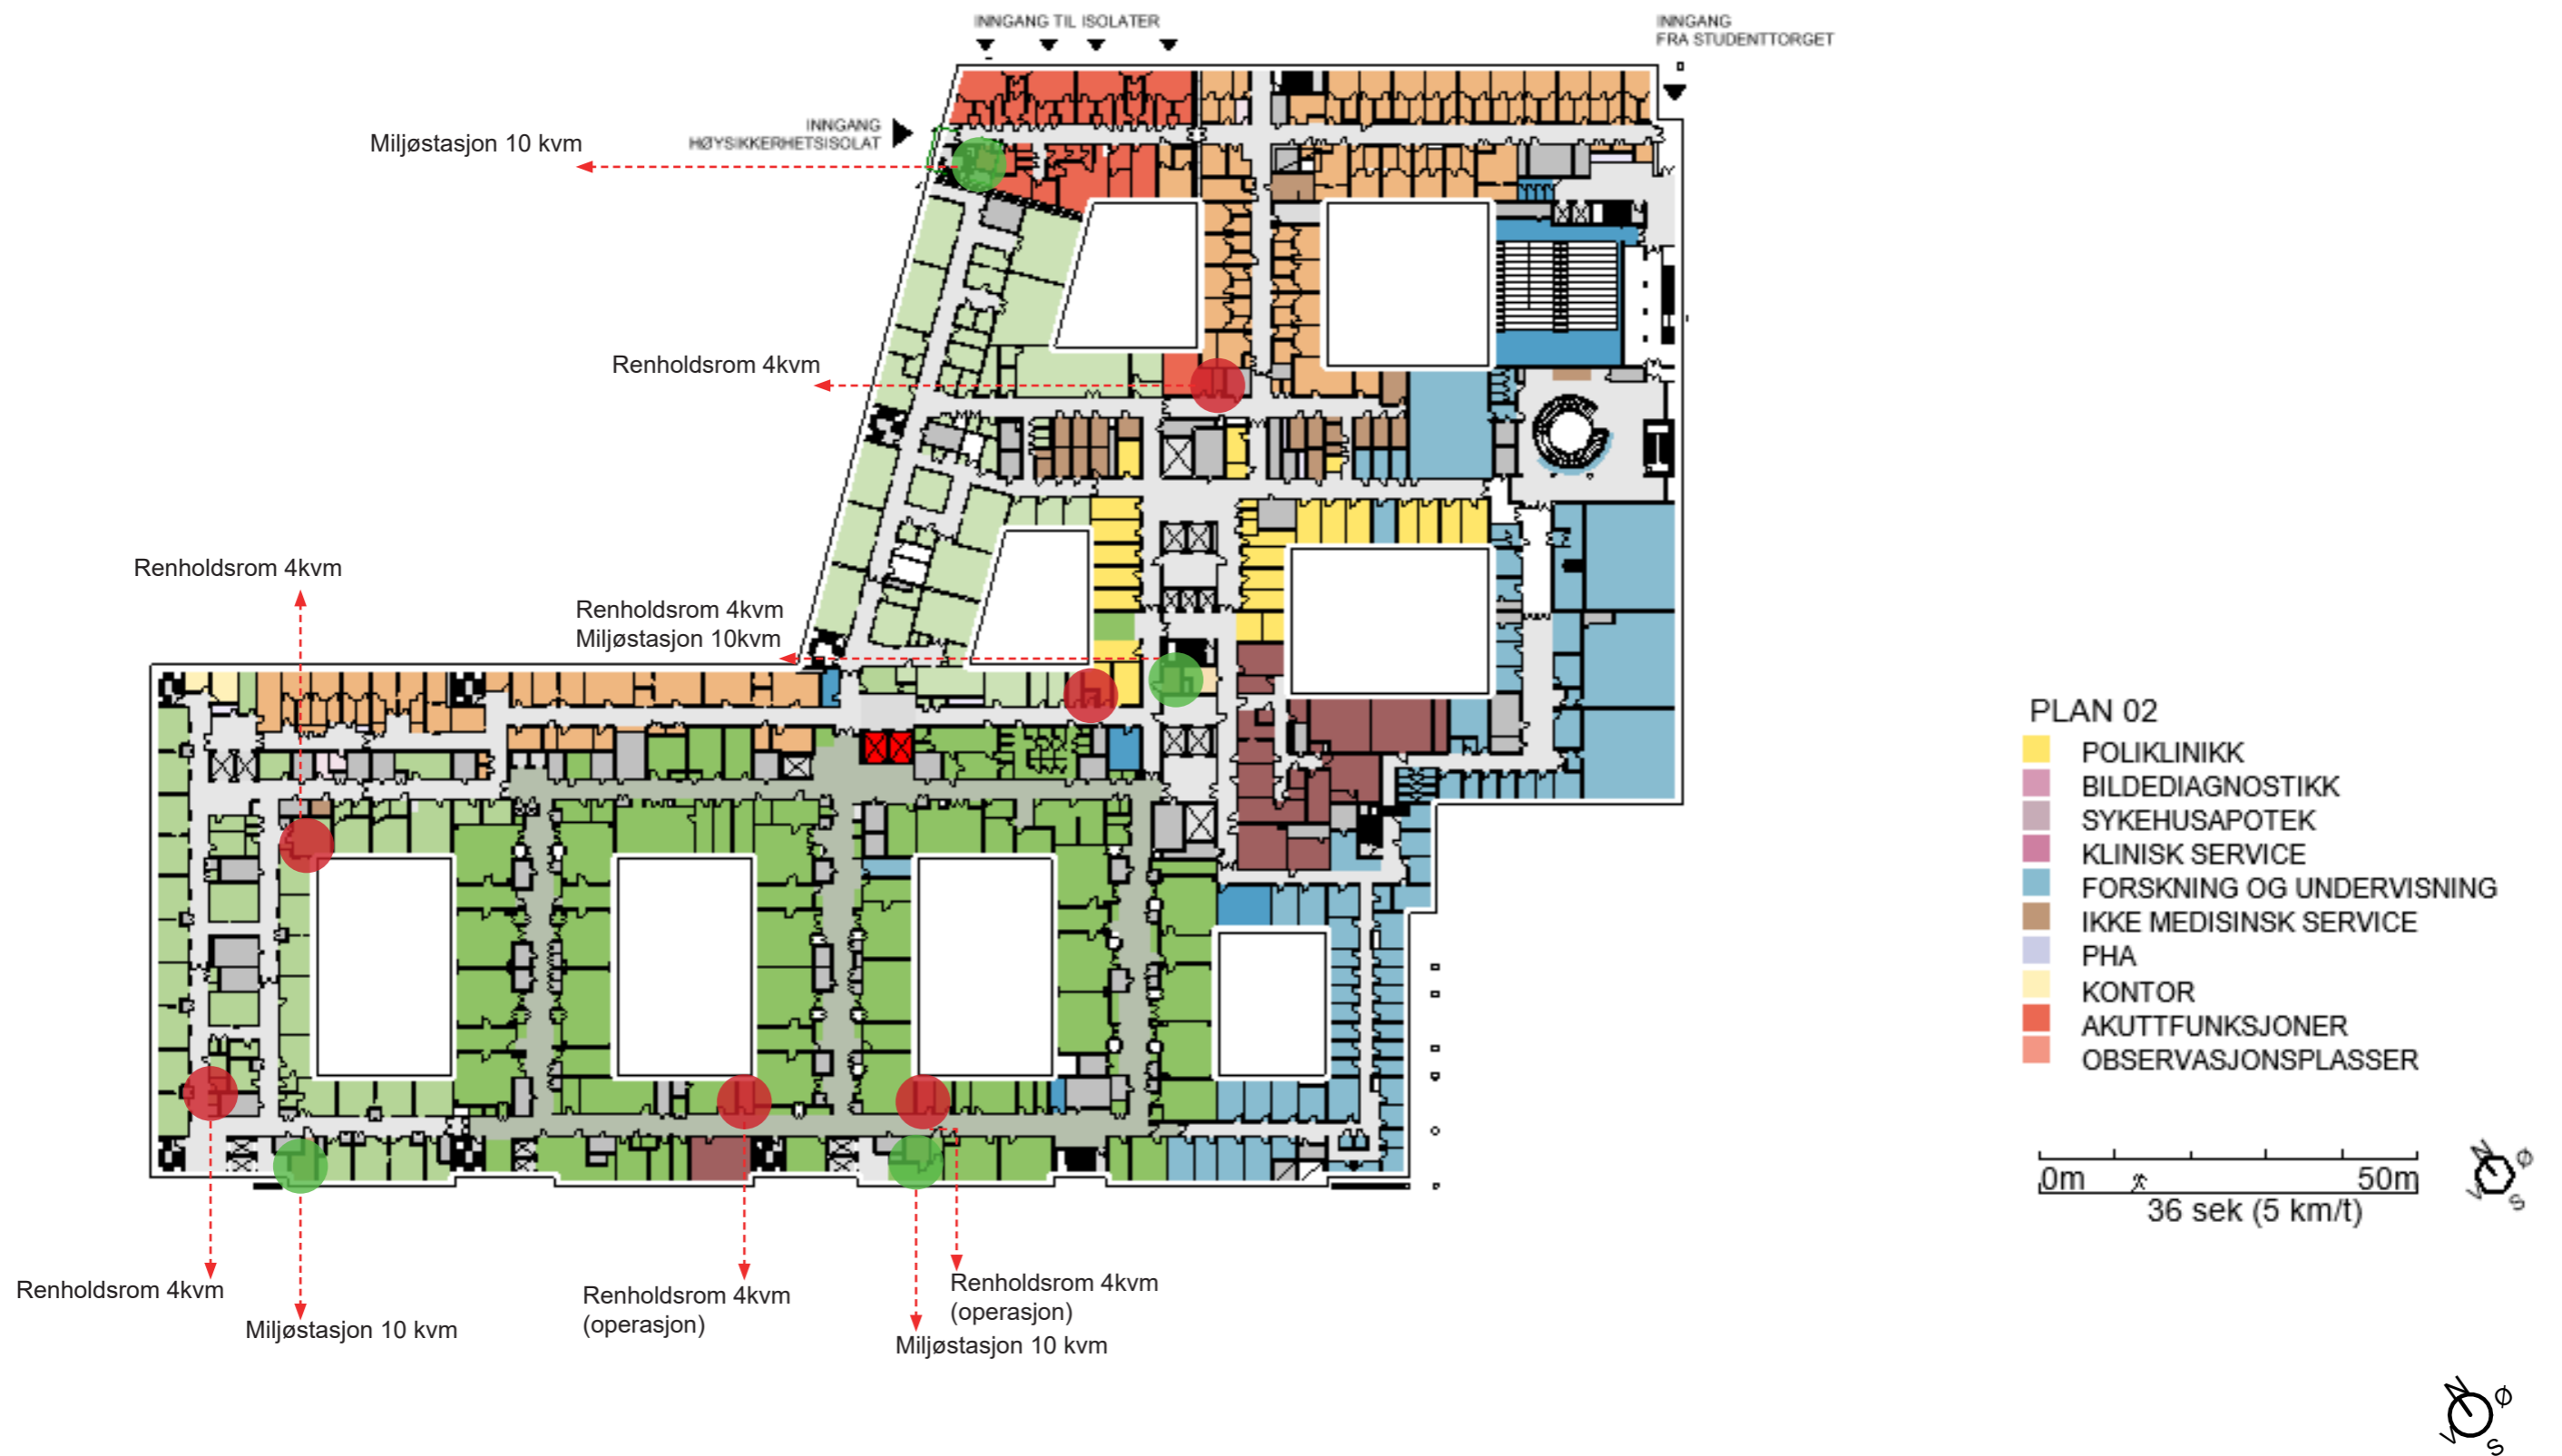 INNGANG TIL ISOLATER
INNGANG
FRA STUDENTTORGET
INNGANG
HØYSIKKERHETSISOLAT
Miljøstasjon 10 kvm
Renholdsrom 4kvm
Renholdsrom 4kvm
Renholdsrom 4kvm
Miljøstasjon 10kvm
PLAN 02
POLIKLINIKK
BILDEDIAGNOSTIKK
SYKEHUSAPOTEK
KLINISK SERVICE
FORSKNING OG UNDERVISNING
IKKE MEDISINSK SERVICE
PHA
KONTOR
AKUTTFUNKSJONER
OBSERVASJONSPLASSER
0m 50m
36 sek (5 km/t)
N Ø
V S
Renholdsrom 4kvm
Miljøstasjon 10 kvm
Renholdsrom 4kvm
(operasjon)
Renholdsrom 4kvm
(operasjon)
Miljøstasjon 10 kvm
N Ø
V S